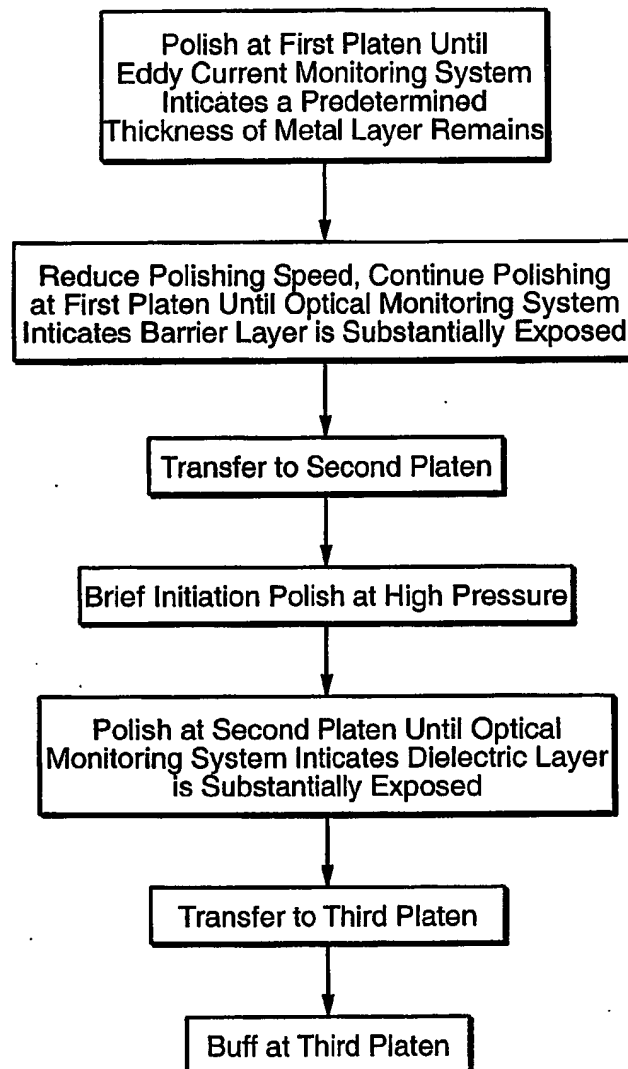 Polish at First Platen Until
Eddy Current Monitoring System
Inticates a Predetermined
Thickness of Metal Layer Remains
Reduce Polishing Speed, Continue Polishing
at First Platen Until Optical Monitoring System
Inticates Barrier Layer is Substantially Exposed
Transfer to Second Platen
Brief Initiation Polish at High Pressure
Polish at Second Platen Until Optical
Monitoring System Inticates Dielectric Layer
is Substantially Exposed
Transfer to Third Platen
Buff at Third Platen